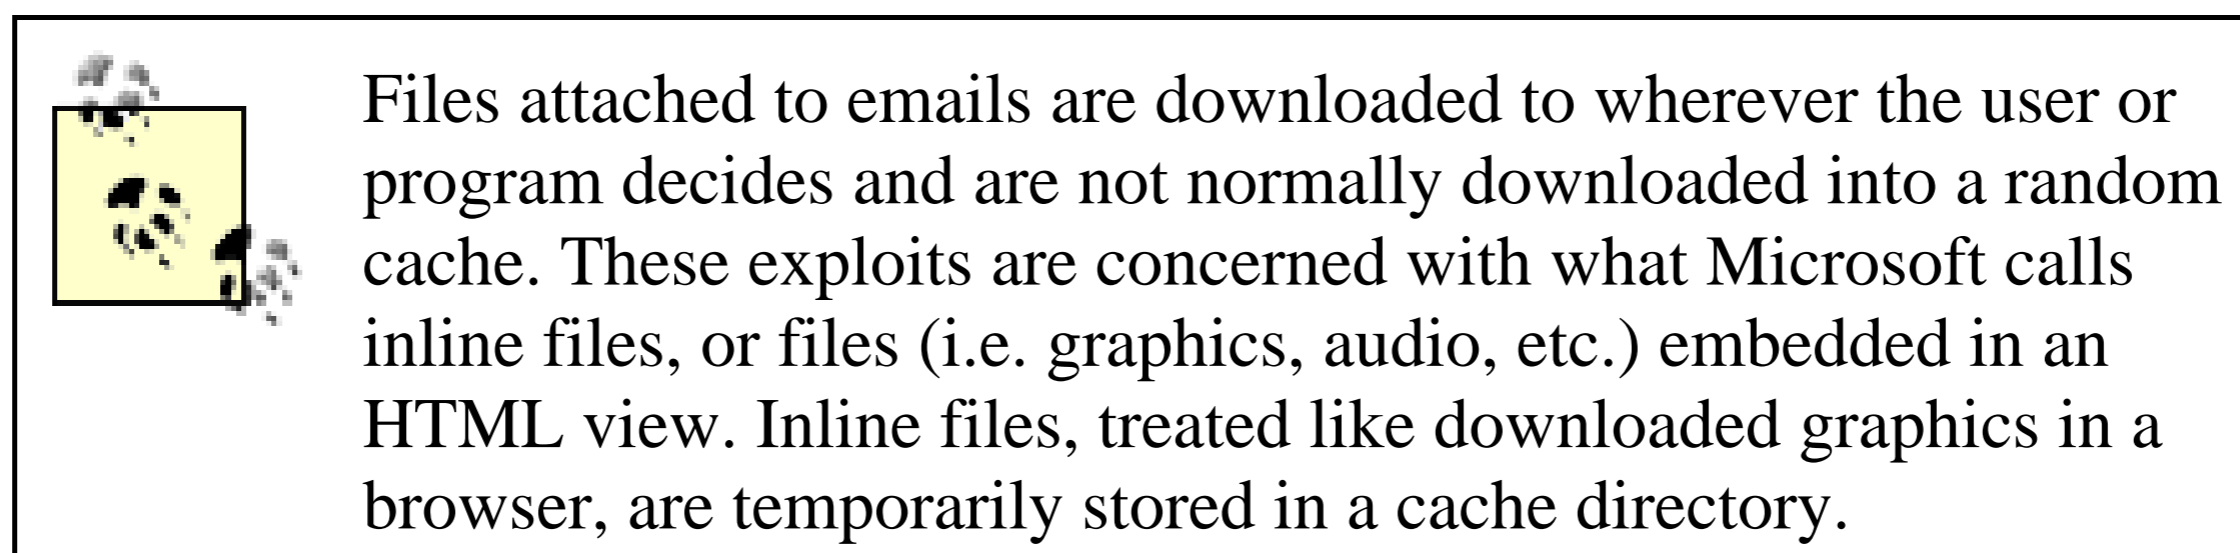 Files attached to emails are downloaded to wherever the user or
program decides and are not normally downloaded into a random
cache. These exploits are concerned with what Microsoft calls
inline files, or files (i.e. graphics, audio, etc.) embedded in an
HTML view. Inline files, treated like downloaded graphics in a
browser, are temporarily stored in a cache directory.